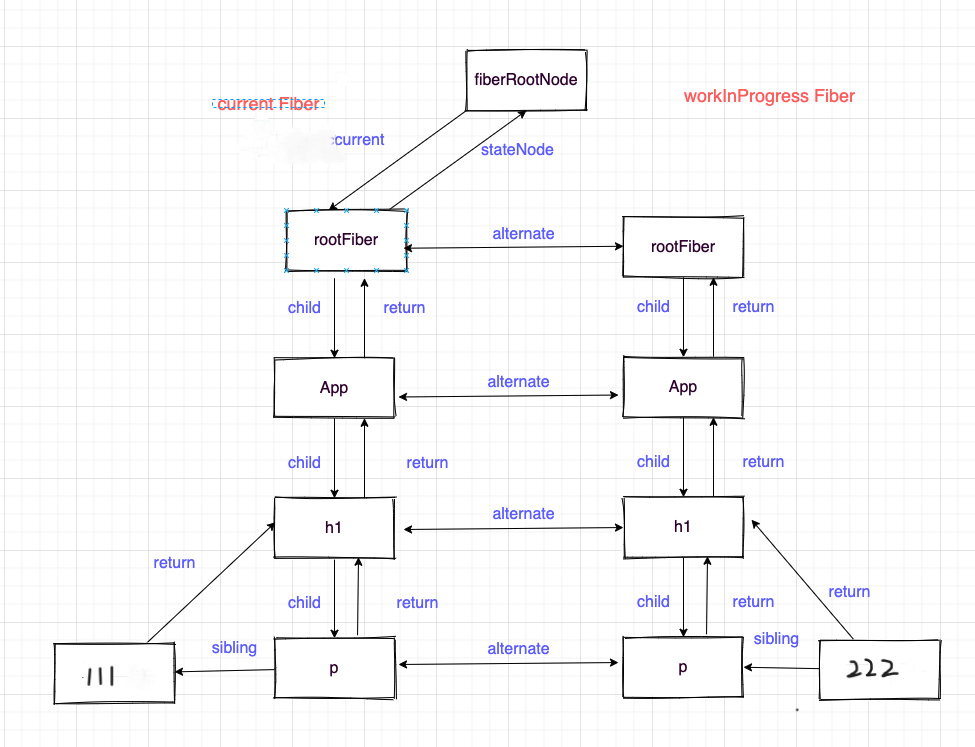 fiberRootNode
current Fiber
workInProgress Fiber
current
stateNode
rootFiber
alternate
rootFiber
child
return
child
return
App
alternate
App
child
return
child
return
h1
alternate
h1
return
child
return
child
return
return
111
sibling
p
alternate
p
sibling
222